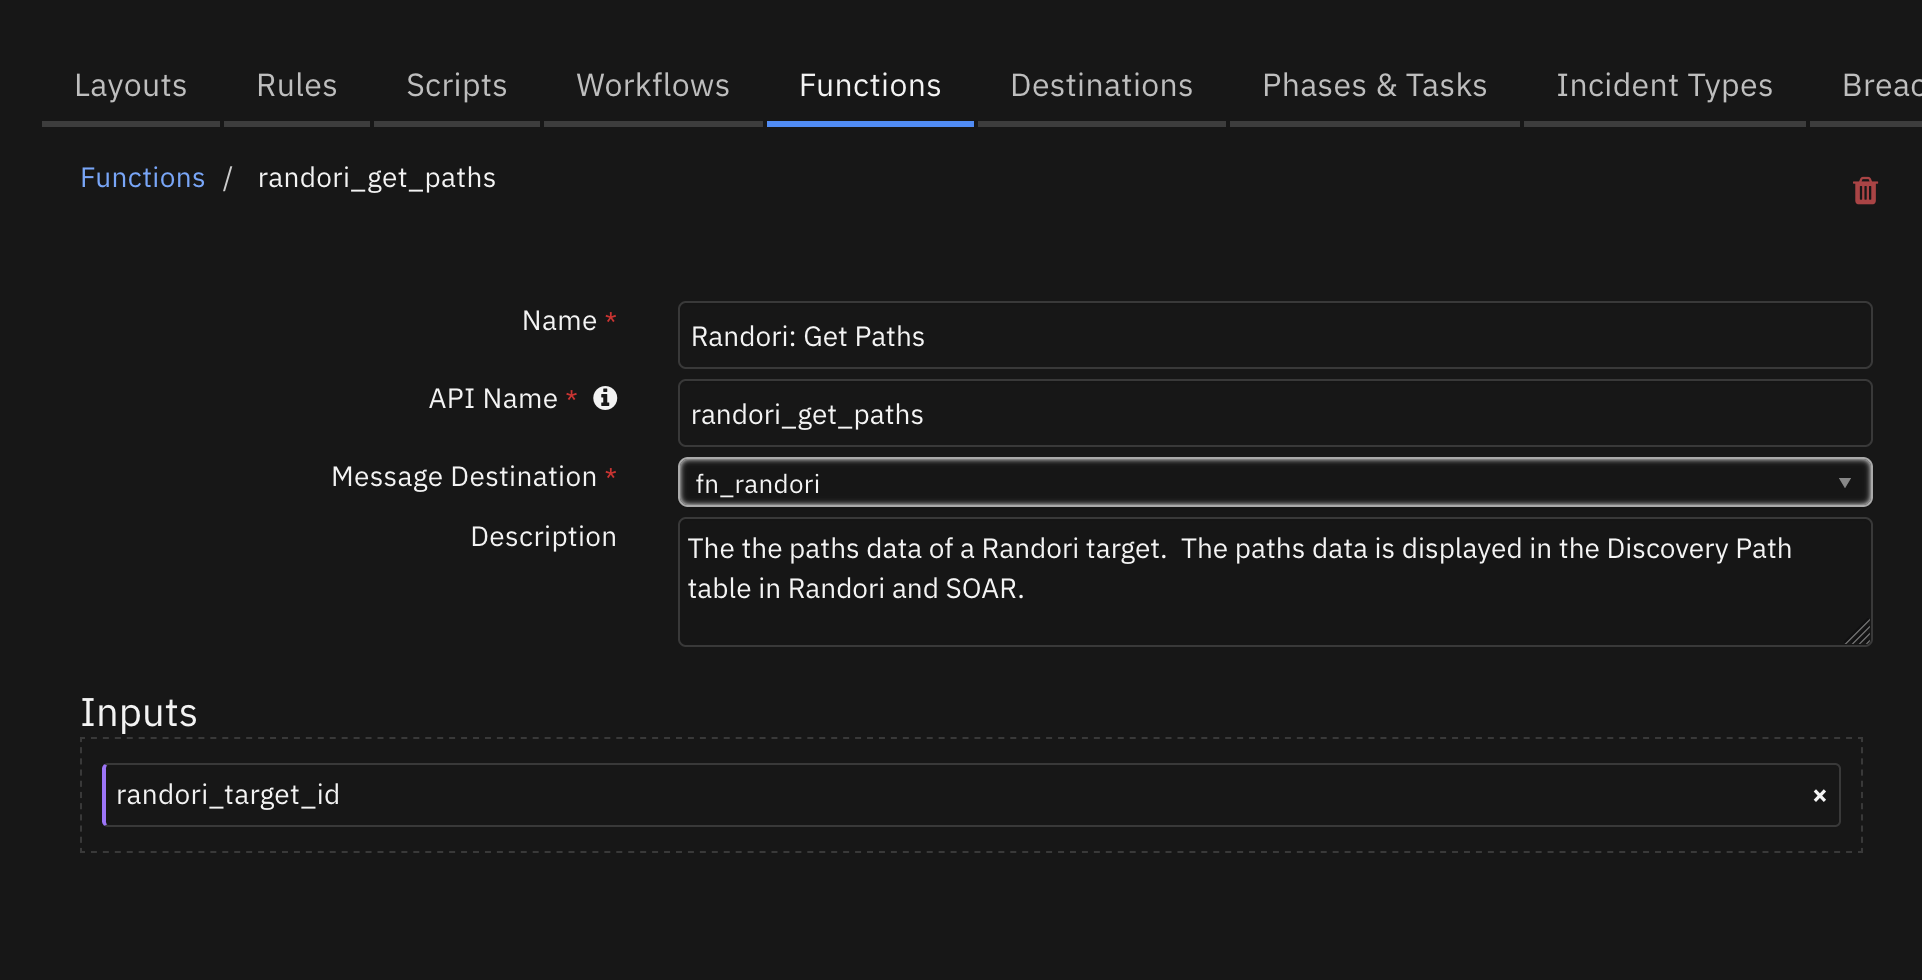 Layouts Rules Scripts Workflows Functions Destinations Phases & Tasks Incident Types Breac
Functions / randori_get_paths
Name * Randori: Get Paths
API Name * randori_get_paths
Message Destination * fn_randori
Description The the paths data of a Randori target.  The paths data is displayed in the Discovery Path
table in Randori and SOAR.
Inputs
randori_target_id